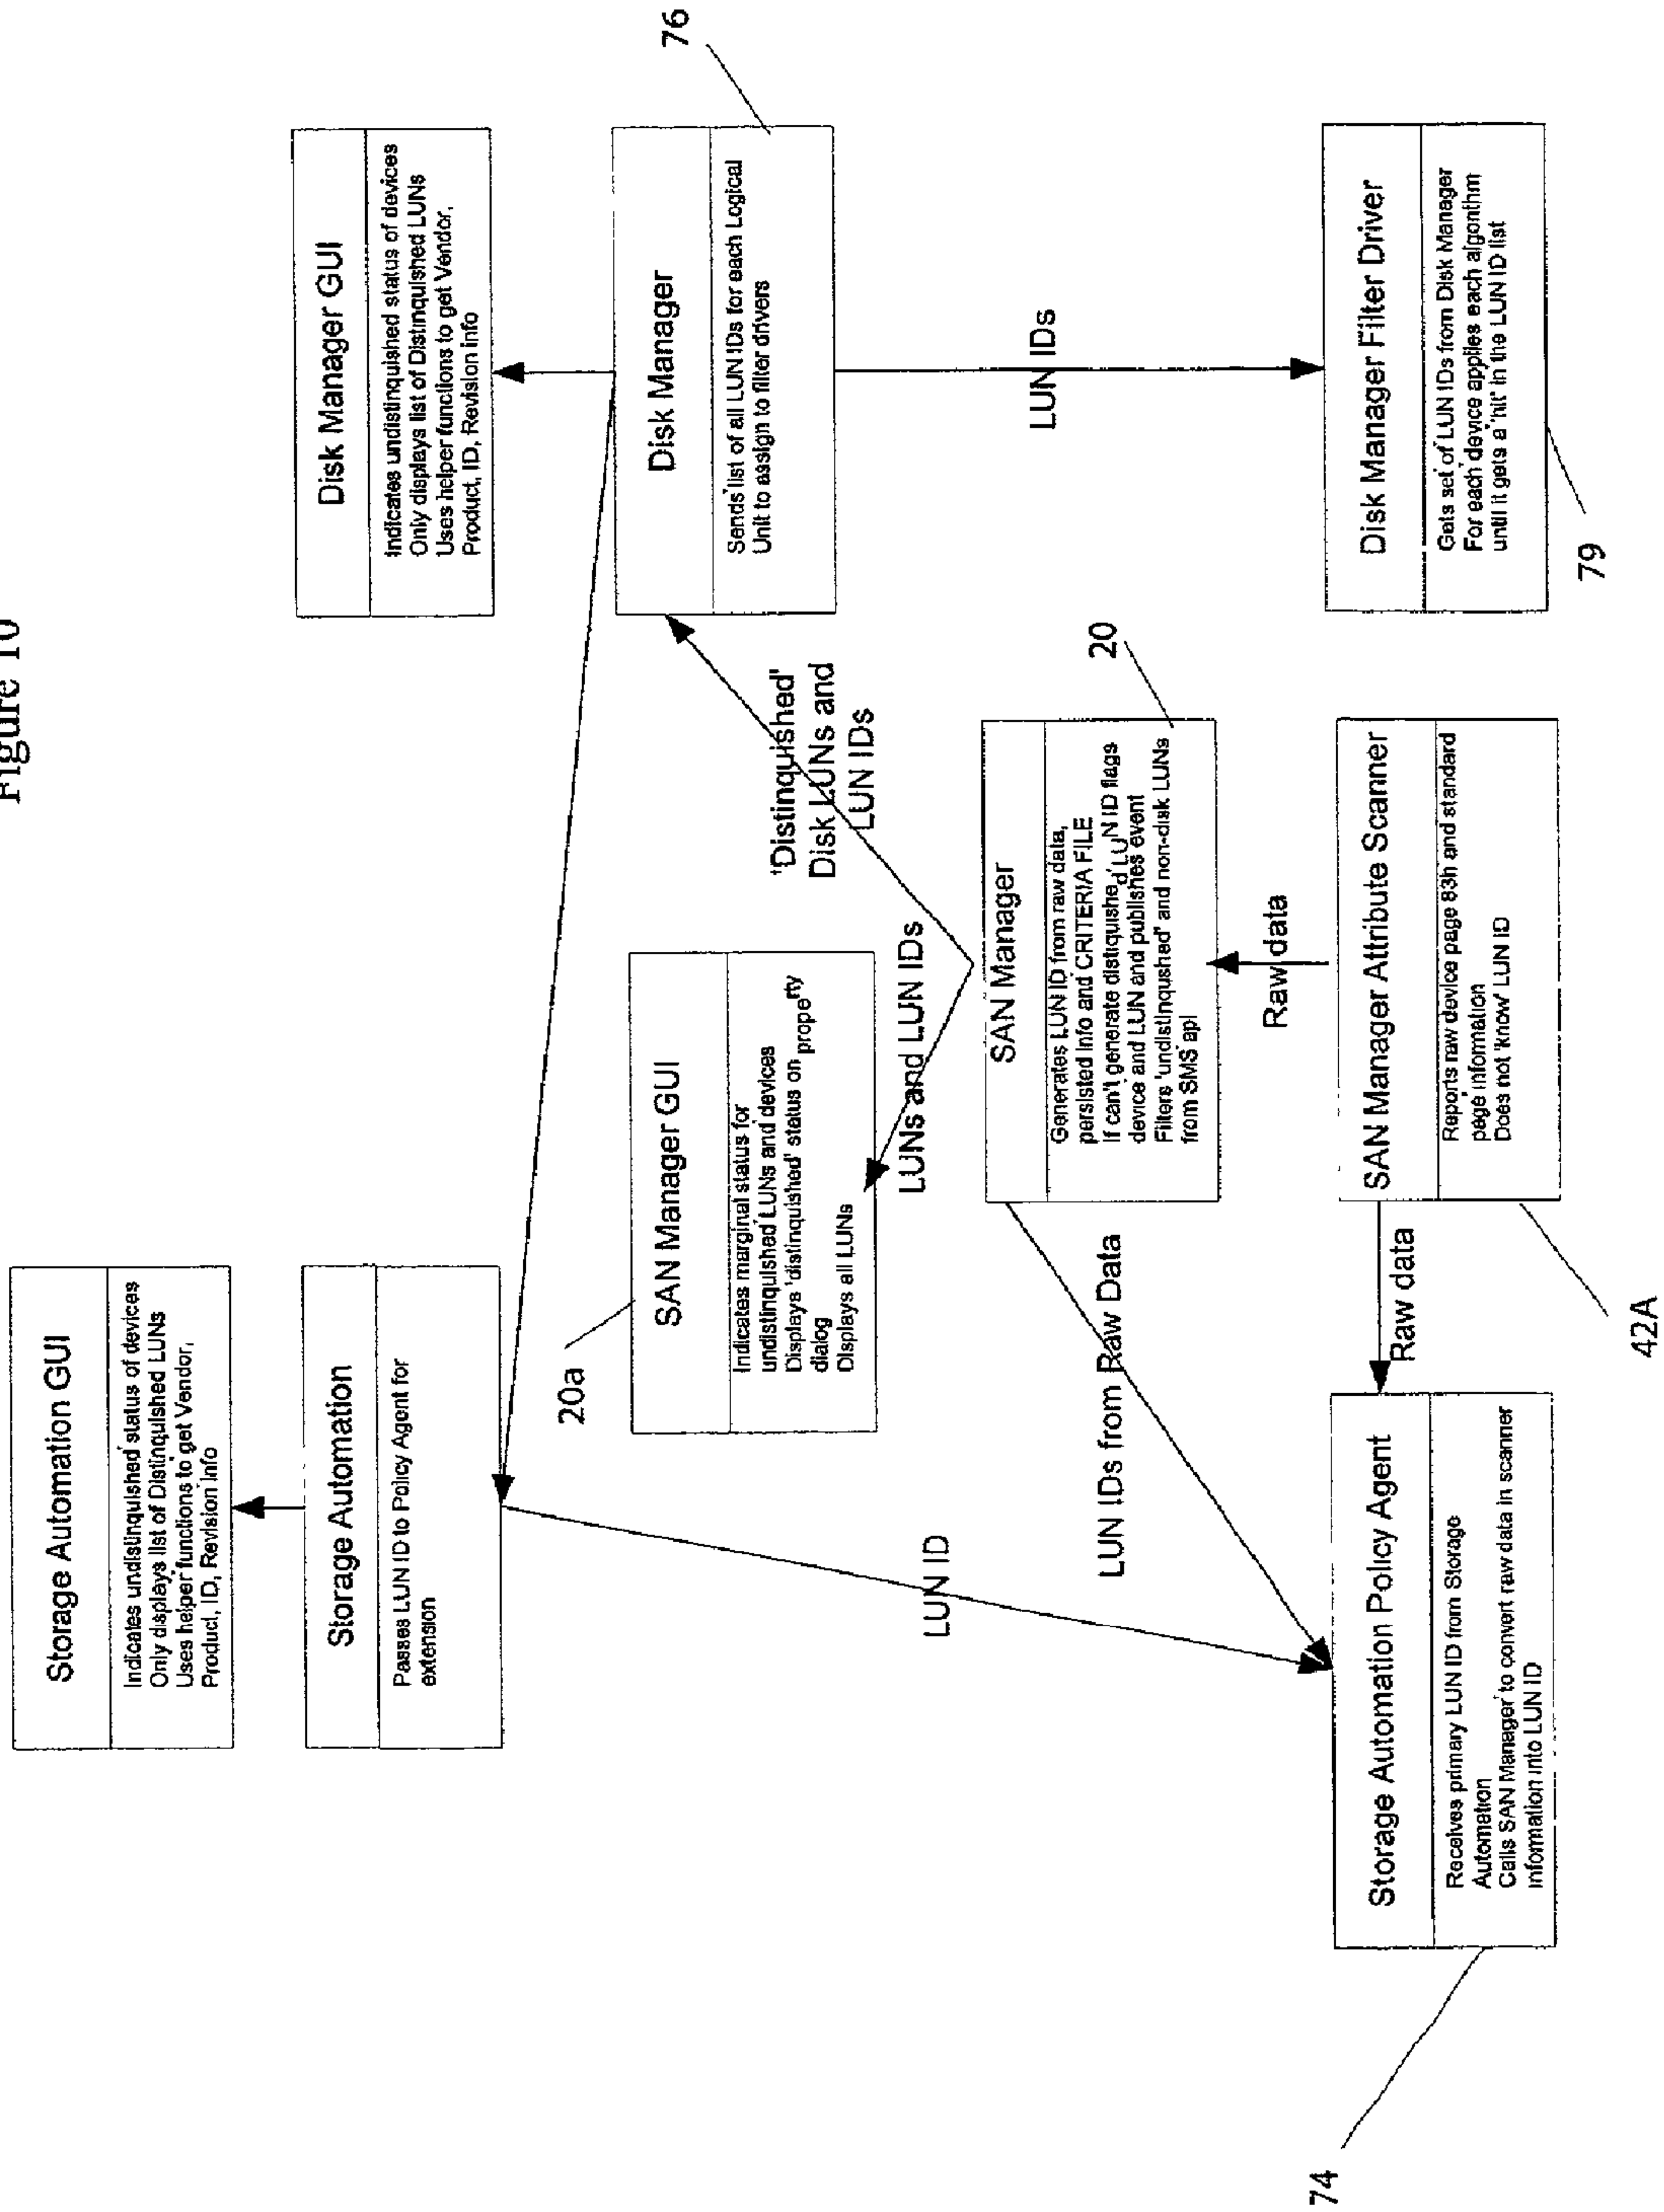 Figure 10
Storage Automation GUI
Indicates undistinquished status of devices
Only displays list of Distinquished LUNs
Uses helper functions to get Vendor,
Product, ID, Revision Info
Storage Automation
Passes LUN ID to Policy Agent for
extension
20a
SAN Manager GUI
Indicates marginal status for
undistinquished LUNs and devices
Displays 'distinquished' status on property
dialog
Displays all LUNs
Disk Manager GUI
Indicates undistinquished status of devices
Only displays list of Distinquished LUNs
Uses helper functions to get Vendor,
Product, ID, Revision info
Disk Manager
Sends list of all LUN IDs for each Logical
Unit to assign to filter drivers
76
'Distinquished'
Disk LUNs and
LUN IDs
LUNs and LUN IDs
LUN ID
SAN Manager
Generates LUN ID from raw data,
persisted info and CRITERIA FILE
If can't generate distiquished LUN ID flags
device and LUN and publishes event
Filters 'undistinqushed' and non-disk LUNs
from SMS api
20
LUN IDs
LUN IDs from Raw Data
Raw data
Storage Automation Policy Agent
Receives primary LUN ID from Storage
Automation
Calls SAN Manager to convert raw data in scanner
information into LUN ID
74
Raw data
SAN Manager Attribute Scanner
Reports raw device page 83h and standard
page information
Does not 'know' LUN ID
42A
Disk Manager Filter Driver
Gets set of LUN IDs from Disk Manager
For each device applies each algorithm
until it gets a 'hit' in the LUN ID list
79